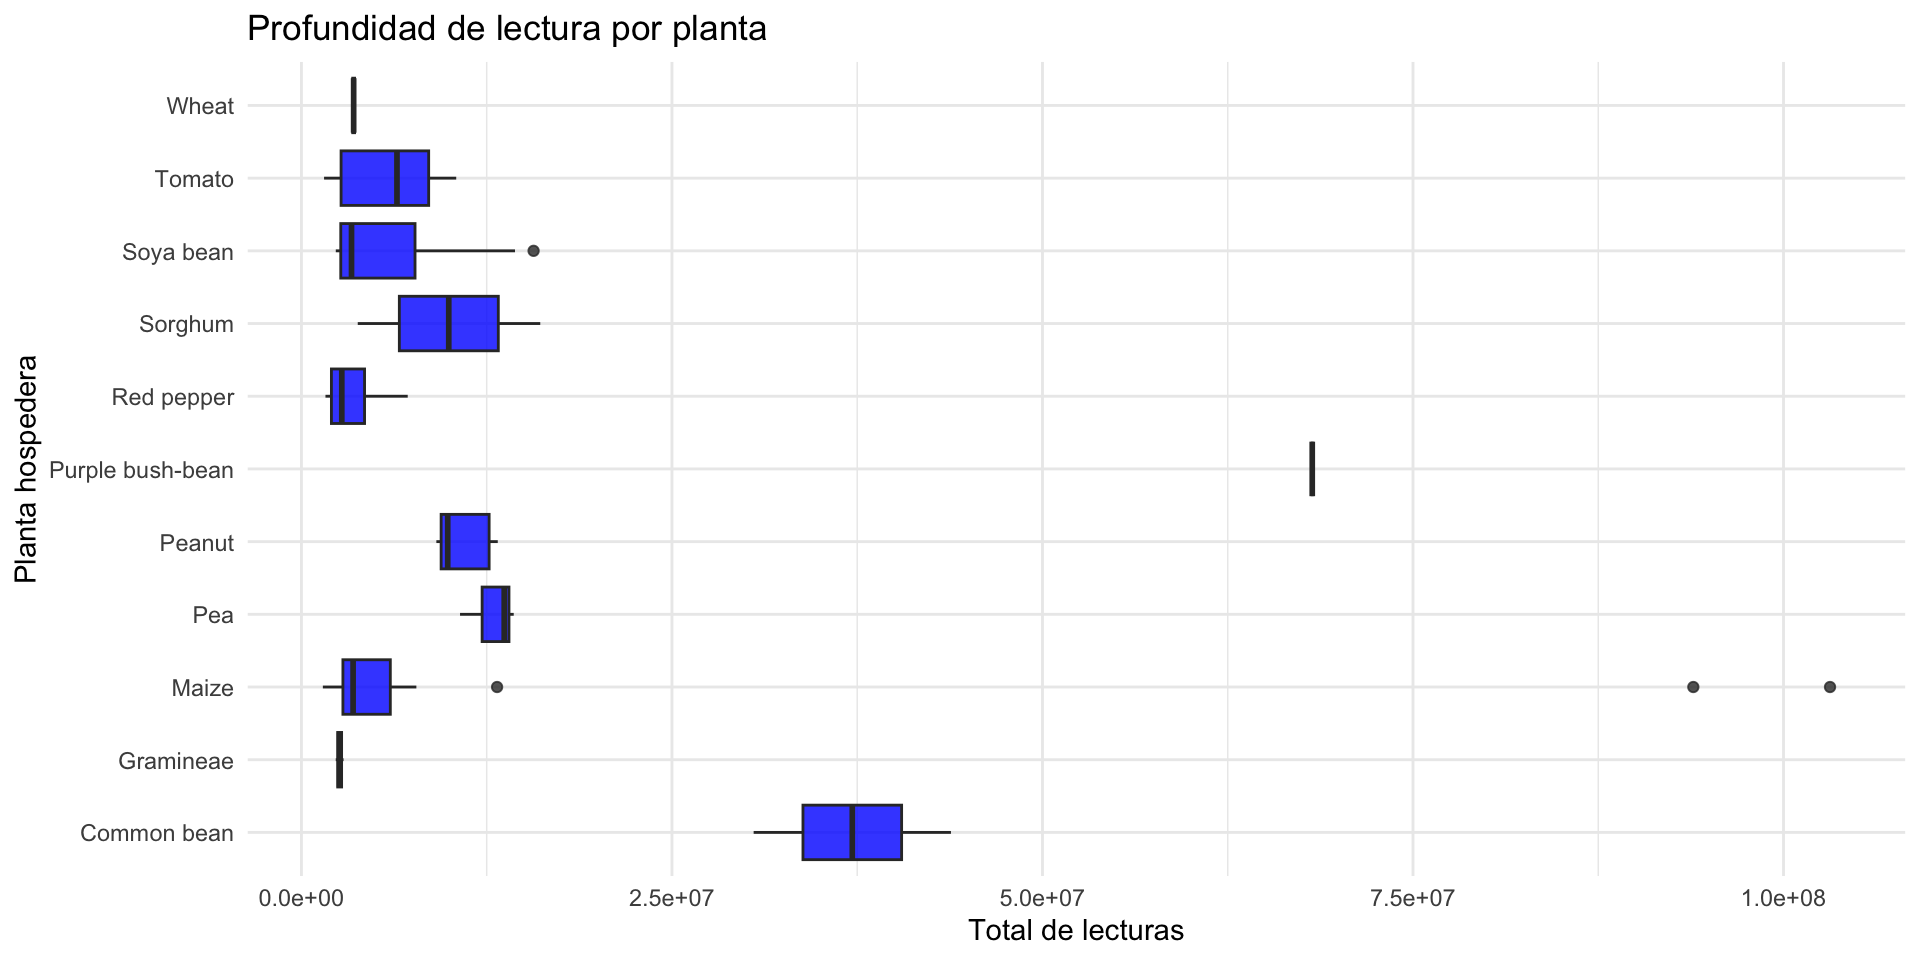 Profundidad de lectura por planta
Planta hospedera
Wheat
Tomato
Soya bean
Sorghum
Red pepper
Purple bush-bean
Peanut
Pea
Maize
Gramineae
Common bean
0.0e+00 2.5e+07 5.0e+07 7.5e+07 1.0e+08
Total de lecturas